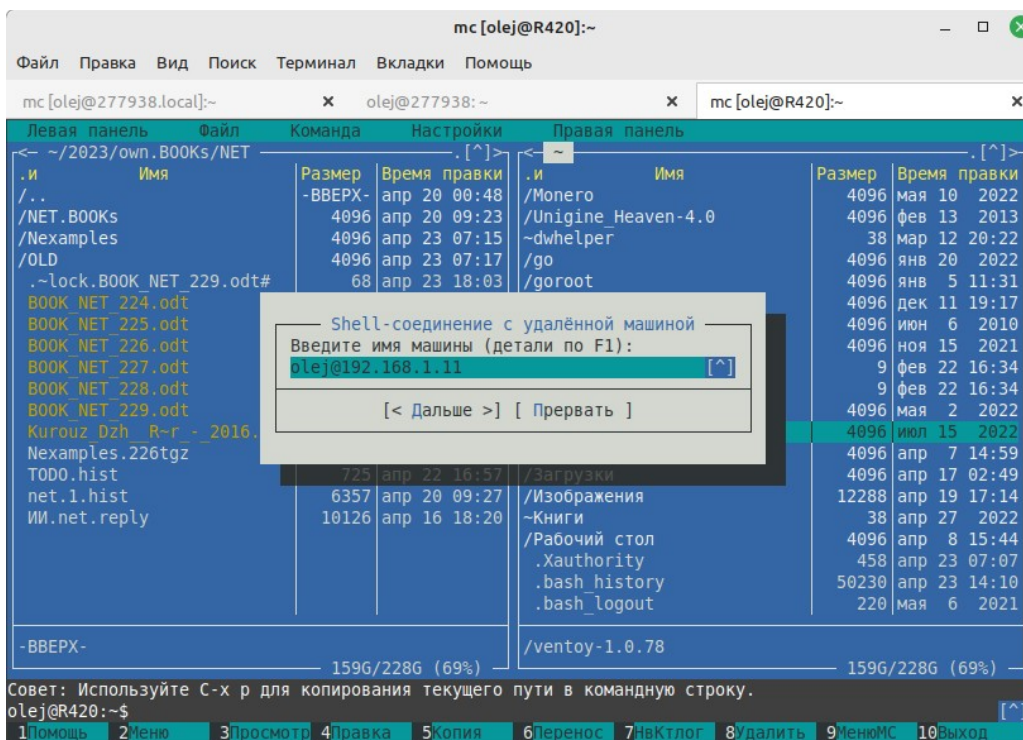 mc [olej@R420]:~
Файл Правка Вид Поиск Терминал Вкладки Помощь
mc [olej@277938.local]:~ × olej@277938: ~ × mc [olej@R420]:~ ×
Левая панель Файл Команда Настройки Правая панель
<— ~/2023/own.BOOKs/NET .[^]> <— ~ .[^]>
.и Имя Размер Время правки .и Имя Размер Время правки
/.. -ВВЕРХ- апр 20 00:48 /Monero 4096 мая 10 2022
/NET.BOOKs 4096 апр 20 09:23 /Unigine_Heaven-4.0 4096 фев 13 2013
/Nexamples 4096 апр 23 07:15 ~dwhelper 38 мар 12 20:22
/OLD 4096 апр 23 07:17 /go 4096 янв 20 2022
.~lock.BOOK_NET_229.odt# 68 апр 23 18:03 /goroot 4096 янв 5 11:31
BOOK_NET_224.odt 4096 дек 11 19:17
BOOK_NET_225.odt Shell-соединение с удалённой машиной 4096 июн 6 2010
BOOK_NET_226.odt Введите имя машины (детали по F1): 4096 ноя 15 2021
BOOK_NET_227.odt olej@192.168.1.11 [^] 9 фев 22 16:34
BOOK_NET_228.odt 9 фев 22 16:34
BOOK_NET_229.odt [< Дальше >] [ Прервать ] 4096 мая 2 2022
Kurouz_Dzh__R~r_-_2016. 4096 июл 15 2022
Nexamples.226tgz 4096 апр 7 14:59
TODO.hist 725 апр 22 16:57 /Загрузки 4096 апр 17 02:49
net.1.hist 6357 апр 20 09:27 /Изображения 12288 апр 19 17:14
ИИ.net.reply 10126 апр 16 18:20 ~Книги 38 апр 27 2022
/Рабочий стол 4096 апр 8 15:44
.Xauthority 458 апр 23 07:07
.bash_history 50230 апр 23 14:10
.bash_logout 220 мая 6 2021
-ВВЕРХ- /ventoy-1.0.78
159G/228G (69%) 159G/228G (69%)
Совет: Используйте C-x p для копирования текущего пути в командную строку.
olej@R420:~$ [^]
1Помощь 2Меню 3Просмотр 4Правка 5Копия 6Перенос 7НвКтлог 8Удалить 9МенюMC 10Выход